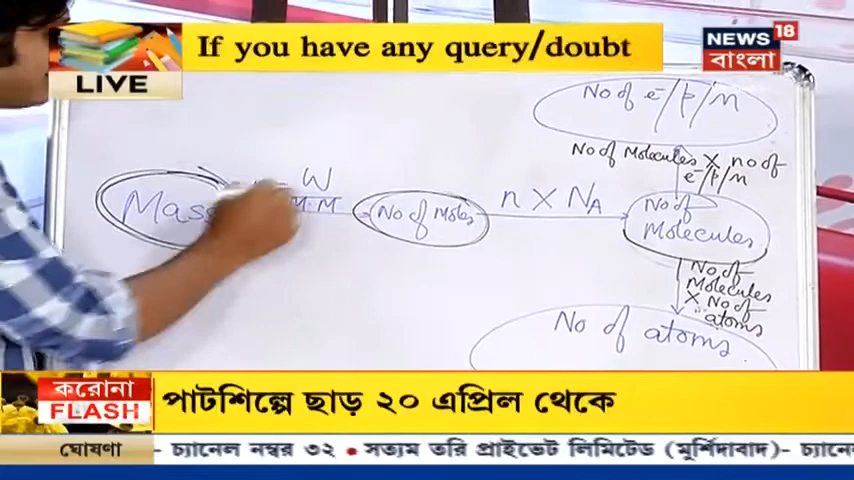 If you have any query/doubt
NEWS 18
বাংলা
LIVE
No of e-/p/n
No of Molecules X no of
e-/p/n
Mass
W
M.M
No of Moles
n X NA
No of
Molecules
No of
Molecules
X No of
atoms
No of atoms
করোনা
FLASH
পাটশিল্পে ছাড় ২০ এপ্রিল থেকে
ঘোষণা
- চ্যানেল নম্বর ৩২ • সত্যম তরি প্রাইভেট লিমিটেড (মুর্শিদাবাদ)- চ্যানে